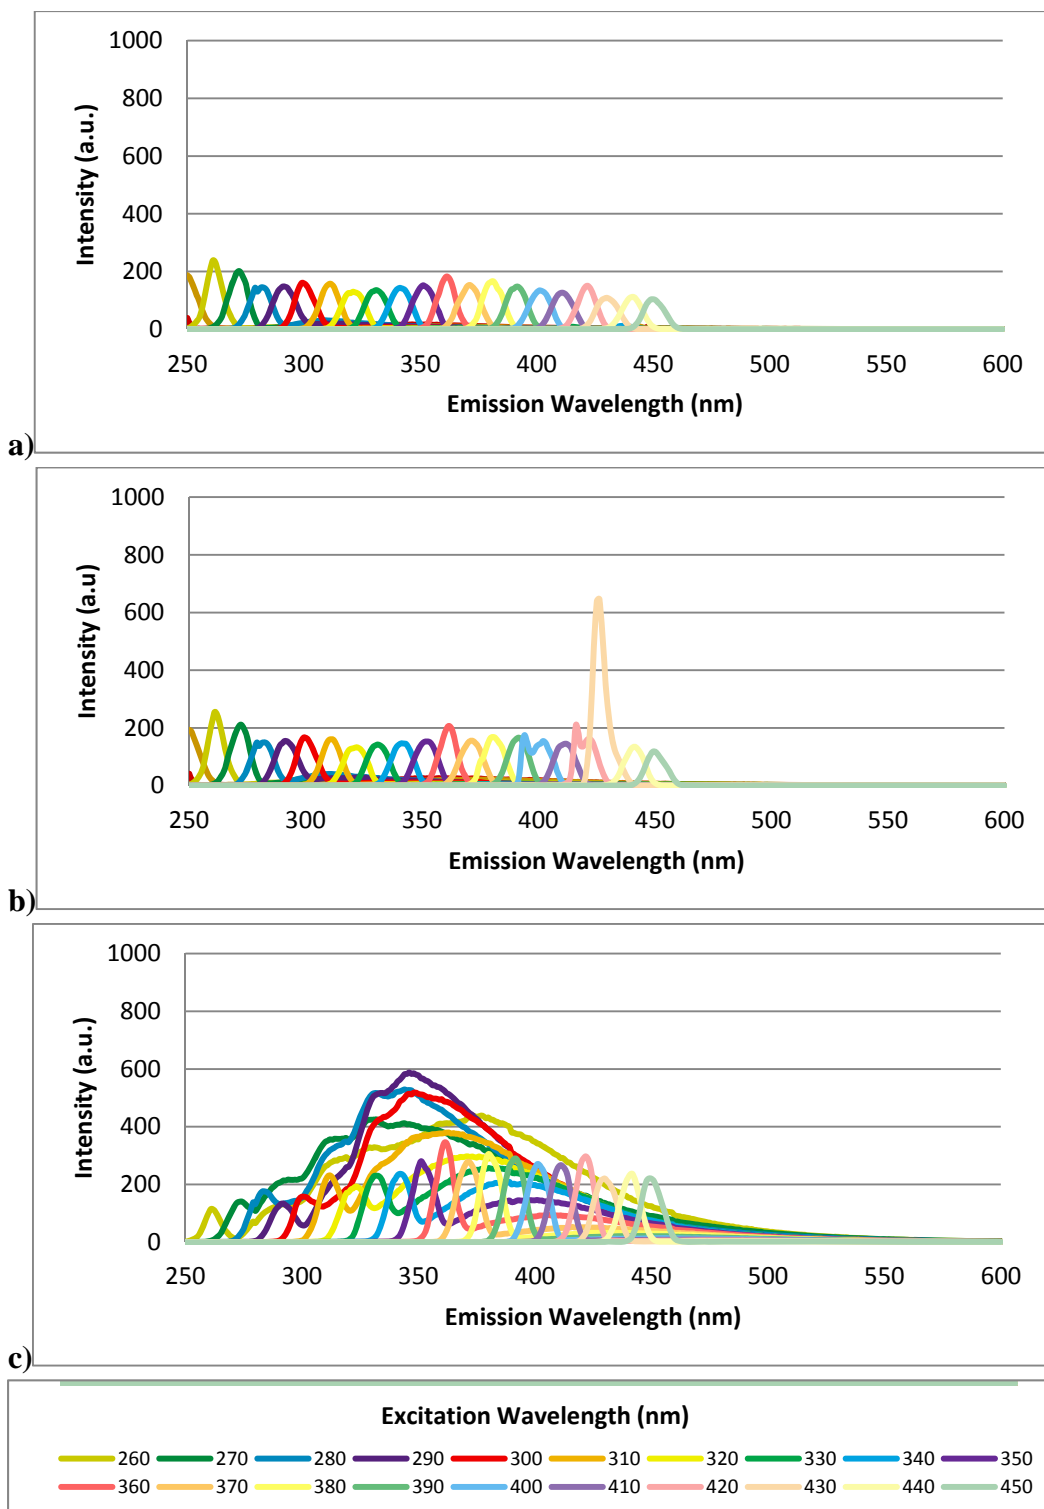 1000
800
600
400
200
0
Intensity (a.u.)
250 300 350 400 450 500 550 600
Emission Wavelength (nm)
a)
1000
800
600
400
200
0
Intensity (a.u)
250 300 350 400 450 500 550 600
Emission Wavelength (nm)
b)
1000
800
600
400
200
0
Intensity (a.u.)
250 300 350 400 450 500 550 600
Emission Wavelength (nm)
c)
Excitation Wavelength (nm)
260 270 280 290 300 310 320 330 340 350
360 370 380 390 400 410 420 430 440 450